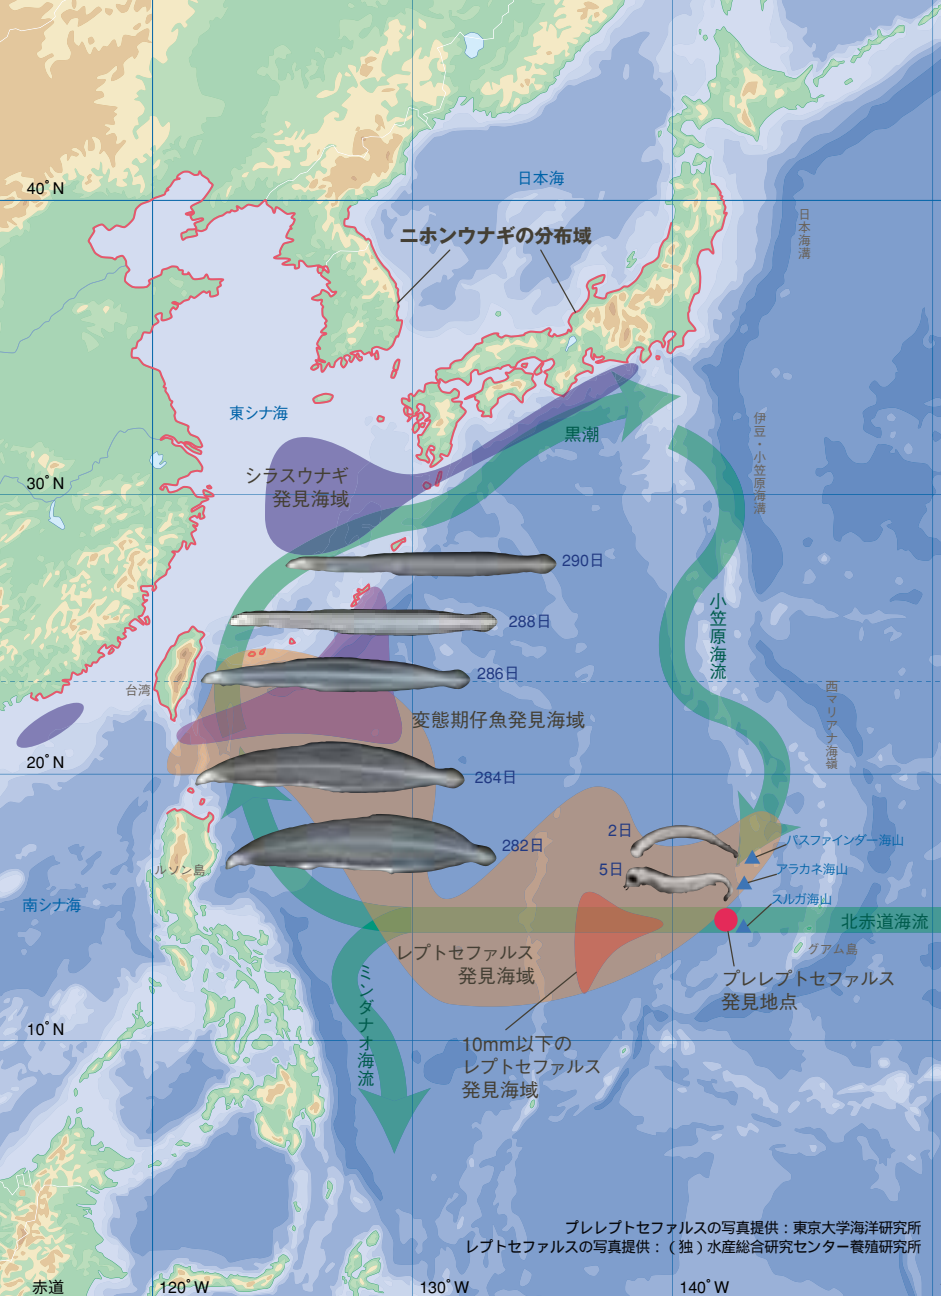 40°N
日本海
日本海溝
ニホンウナギの分布域
東シナ海
黒潮
伊豆・小笠原海溝
シラスウナギ
発見海域
30°N
290日
小笠原海流
288日
286日
台湾
西マリアナ海嶺
変態期仔魚発見海域
20°N
284日
2日
パスファインダー海山
282日
5日
アラカネ海山
ルソン島
スルガ海山
南シナ海
北赤道海流
グアム島
レプトセファルス
発見海域
ミンダナオ海流
プレレプトセファルス
発見地点
10°N
10mm以下の
レプトセファルス
発見海域
プレレプトセファルスの写真提供：東京大学海洋研究所
レプトセファルスの写真提供：（独）水産総合研究センター養殖研究所
赤道
120°W
130°W
140°W